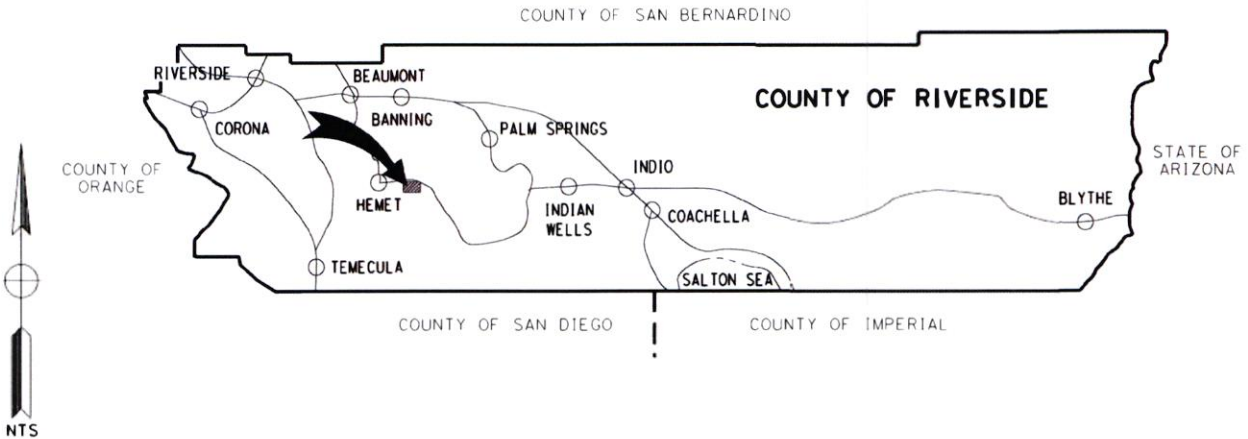 COUNTY OF SAN BERNARDINO
RIVERSIDE
BEAUMONT
COUNTY OF RIVERSIDE
CORONA
BANNING
PALM SPRINGS
COUNTY OF
ORANGE
STATE OF
ARIZONA
INDIO
HEMET
INDIAN
WELLS
COACHELLA
BLYTHE
TEMECULA
SALTON SEA
COUNTY OF SAN DIEGO
COUNTY OF IMPERIAL
NTS